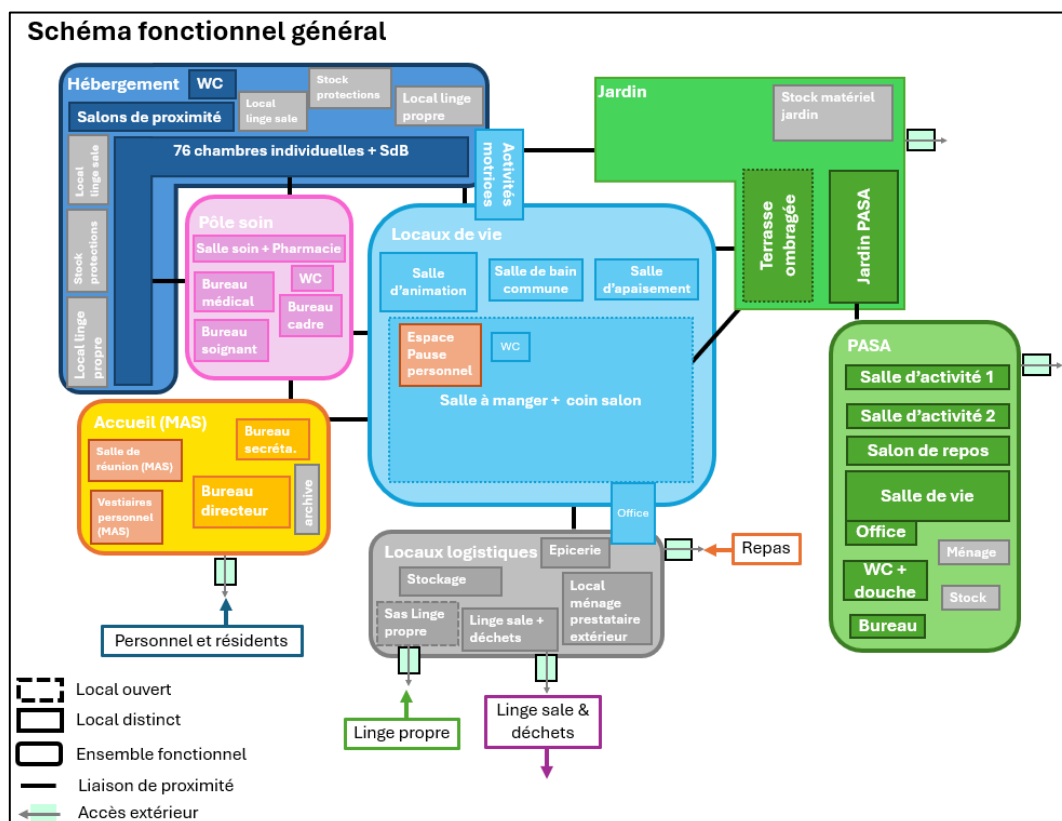 Schéma fonctionnel général
Hébergement
WC
Stock
protections
Local
linge sale
Local linge
propre
Salons de proximité
76 chambres individuelles + SdB
Local
linge sale
Stock
protections
Local linge
propre
Activités
motrices
Jardin
Stock matériel
jardin
Terrasse
ombragée
Jardin PASA
Pôle soin
Salle soin + Pharmacie
Bureau
médical
WC
Bureau
cadre
Bureau
soignant
Locaux de vie
Salle
d'animation
Salle de bain
commune
Salle
d'apaisement
Espace
Pause
personnel
WC
Salle à manger + coin salon
Office
PASA
Salle d'activité 1
Salle d'activité 2
Salon de repos
Salle de vie
Office
Ménage
WC +
douche
Stock
Bureau
Accueil (MAS)
Bureau
secréta.
Salle de
réunion (MAS)
Vestiaires
personnel
(MAS)
Bureau
directeur
archive
Locaux logistiques
Epicerie
Stockage
Sas Linge
propre
Linge sale +
déchets
Local
ménage
prestataire
extérieur
Repas
Personnel et résidents
Linge propre
Linge sale &
déchets
Local ouvert
Local distinct
Ensemble fonctionnel
Liaison de proximité
Accès extérieur